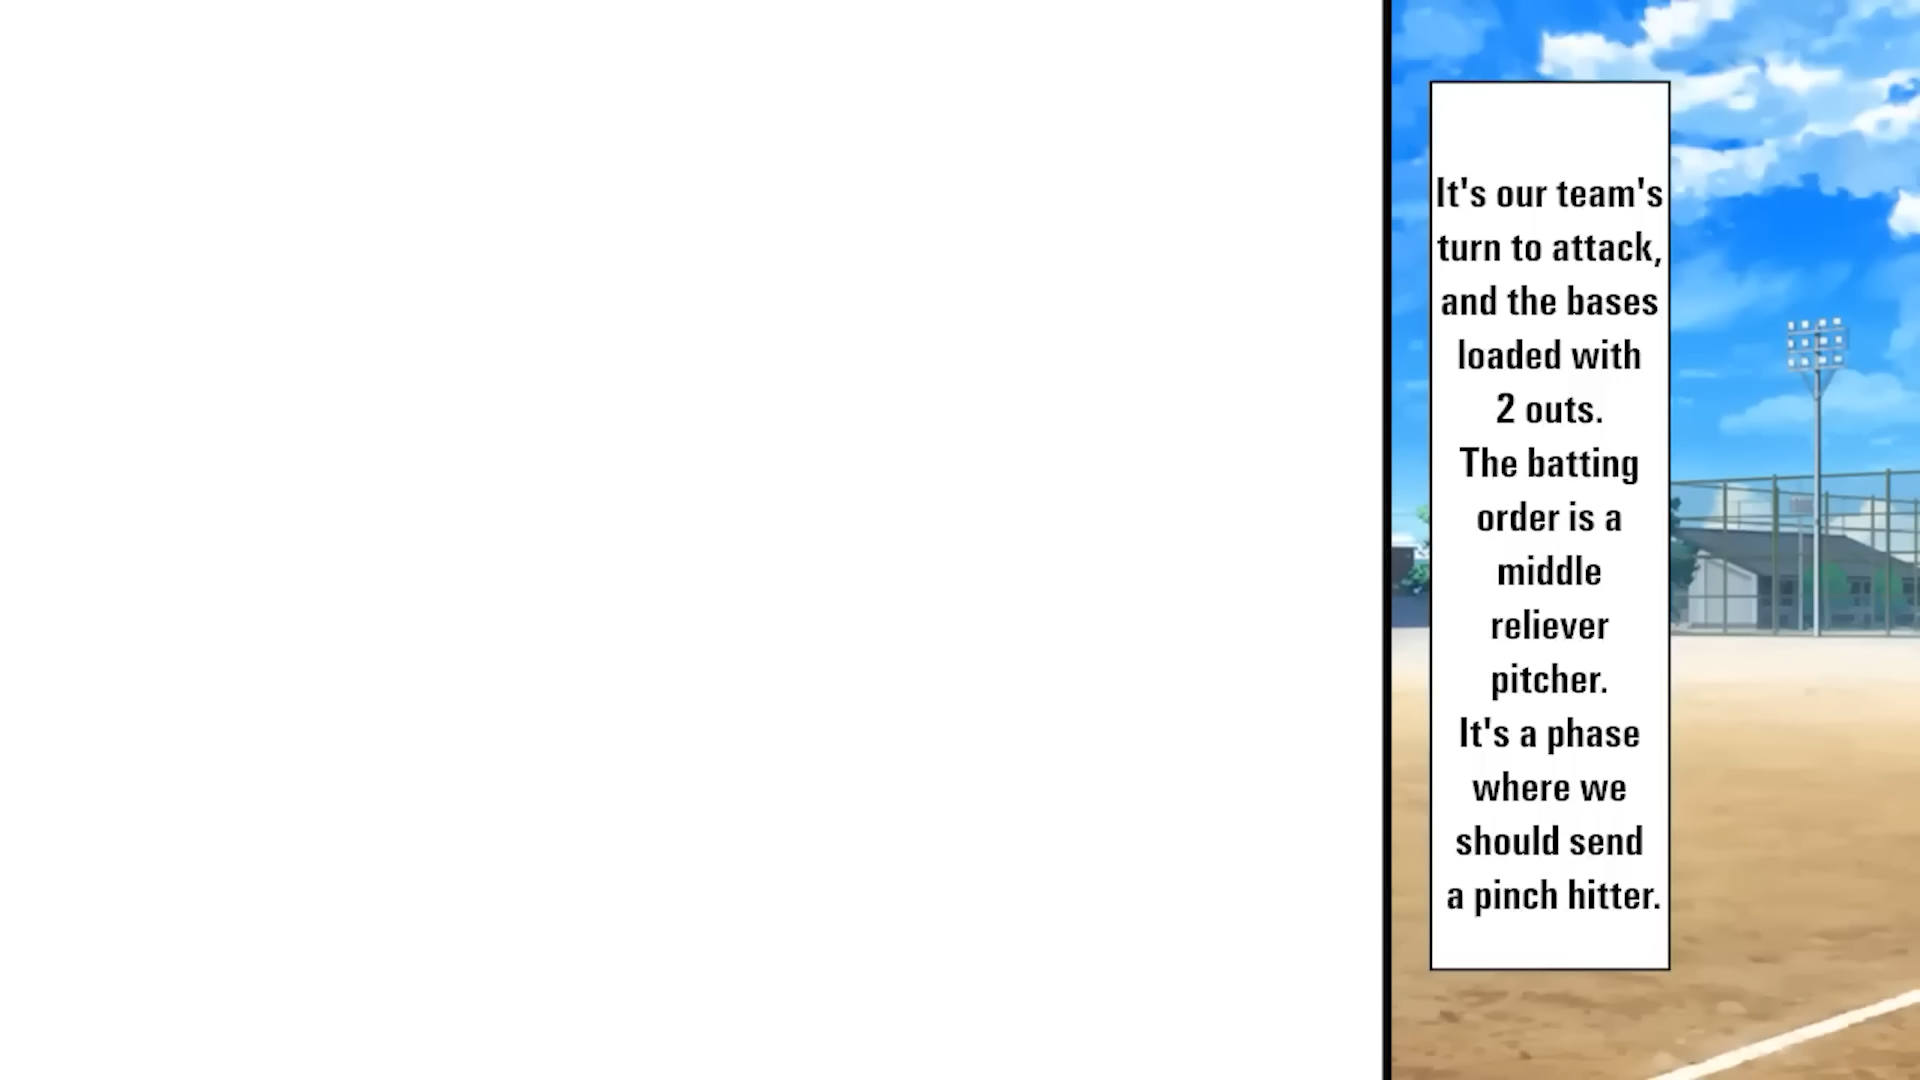 It's our team's
turn to attack,
and the bases
loaded with
2 outs.
The batting
order is a
middle
reliever
pitcher.
It's a phase
where we
should send
a pinch hitter.